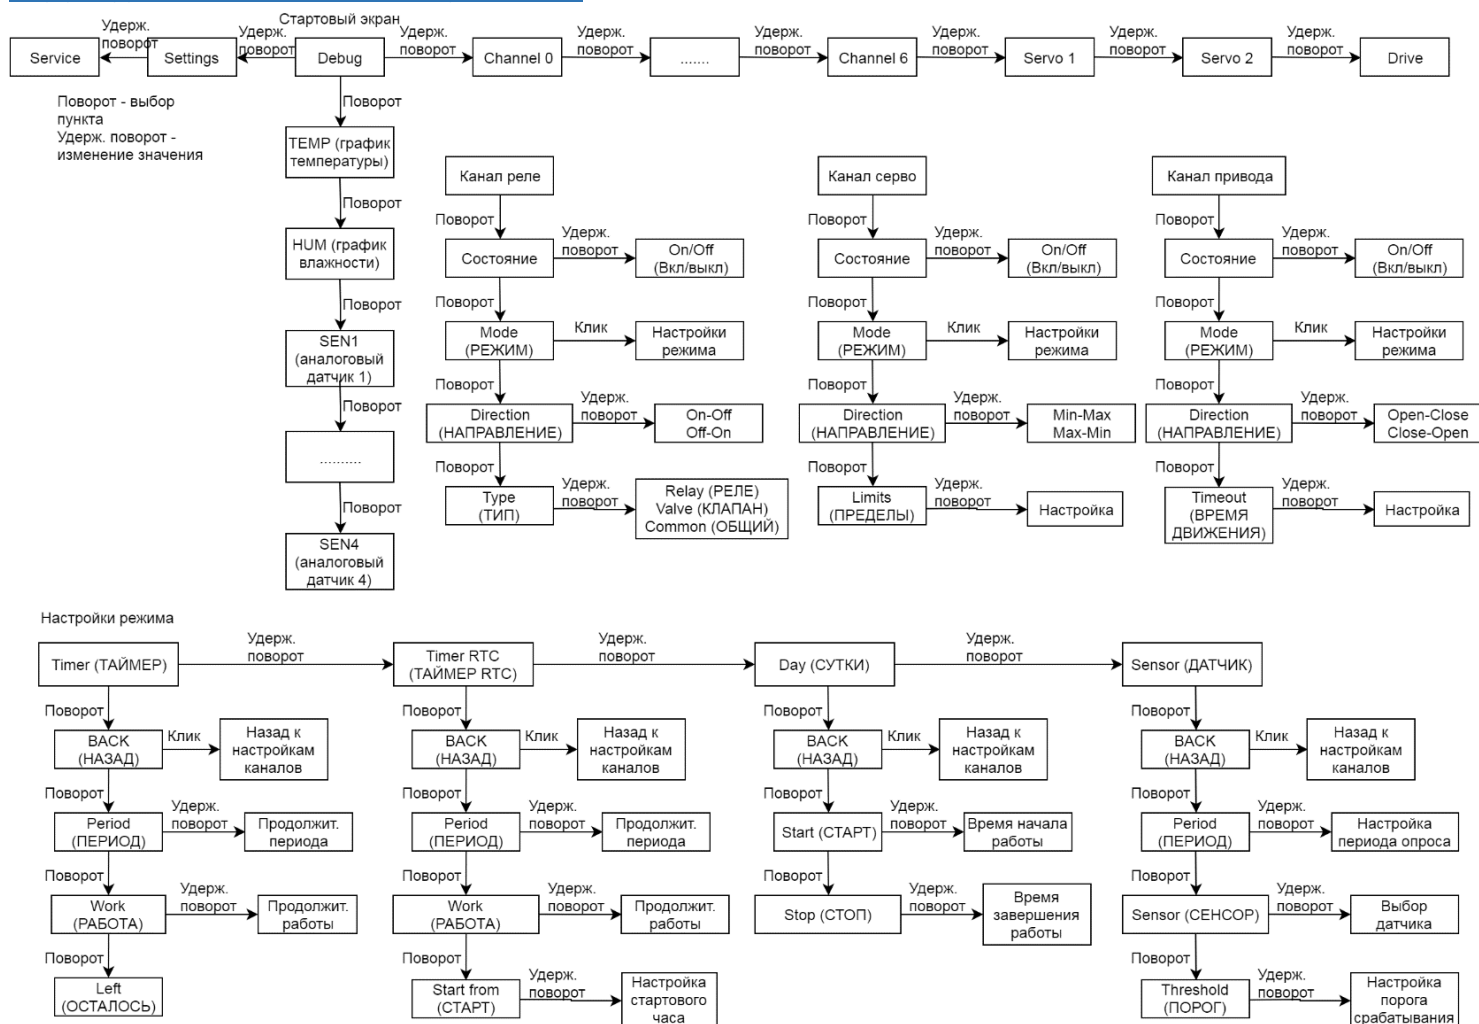 Стартовый экран
Удерж.
поворот
Удерж.
поворот
Удерж.
поворот
Удерж.
поворот
Удерж.
поворот
Удерж.
поворот
Удерж.
поворот
Удерж.
поворот
Service
Settings
Debug
Channel 0
.......
Channel 6
Servo 1
Servo 2
Drive
Поворот - выбор
пункта
Удерж. поворот -
изменение значения
Поворот
TEMP (график
температуры)
Поворот
HUM (график
влажности)
Поворот
SEN1
(аналоговый
датчик 1)
Поворот
..........
Поворот
SEN4
(аналоговый
датчик 4)
Канал реле
Поворот
Состояние
Удерж.
поворот
On/Off
(Вкл/выкл)
Поворот
Mode
(РЕЖИМ)
Клик
Настройки
режима
Поворот
Direction
(НАПРАВЛЕНИЕ)
Удерж.
поворот
On-Off
Off-On
Поворот
Type
(ТИП)
Удерж.
поворот
Relay (РЕЛЕ)
Valve (КЛАПАН)
Common (ОБЩИЙ)
Канал серво
Поворот
Состояние
Удерж.
поворот
On/Off
(Вкл/выкл)
Поворот
Mode
(РЕЖИМ)
Клик
Настройки
режима
Поворот
Direction
(НАПРАВЛЕНИЕ)
Удерж.
поворот
Min-Max
Max-Min
Поворот
Limits
(ПРЕДЕЛЫ)
Удерж.
поворот
Настройка
Канал привода
Поворот
Состояние
Удерж.
поворот
On/Off
(Вкл/выкл)
Поворот
Mode
(РЕЖИМ)
Клик
Настройки
режима
Поворот
Direction
(НАПРАВЛЕНИЕ)
Удерж.
поворот
Open-Close
Close-Open
Поворот
Timeout
(ВРЕМЯ
ДВИЖЕНИЯ)
Удерж.
поворот
Настройка
Настройки режима
Timer (ТАЙМЕР)
Удерж.
поворот
Timer RTC
(ТАЙМЕР RTC)
Удерж.
поворот
Day (СУТКИ)
Удерж.
поворот
Sensor (ДАТЧИК)
Поворот
BACK
(НАЗАД)
Клик
Назад к
настройкам
каналов
Поворот
Period
(ПЕРИОД)
Удерж.
поворот
Продолжит.
периода
Поворот
Work
(РАБОТА)
Удерж.
поворот
Продолжит.
работы
Поворот
Left
(ОСТАЛОСЬ)
Поворот
BACK
(НАЗАД)
Клик
Назад к
настройкам
каналов
Поворот
Period
(ПЕРИОД)
Удерж.
поворот
Продолжит.
периода
Поворот
Work
(РАБОТА)
Удерж.
поворот
Продолжит.
работы
Поворот
Start from
(СТАРТ)
Удерж.
поворот
Настройка
стартового
часа
Поворот
BACK
(НАЗАД)
Клик
Назад к
настройкам
каналов
Поворот
Start (СТАРТ)
Удерж.
поворот
Время начала
работы
Поворот
Stop (СТОП)
Удерж.
поворот
Время
завершения
работы
Поворот
BACK
(НАЗАД)
Клик
Назад к
настройкам
каналов
Поворот
Period
(ПЕРИОД)
Удерж.
поворот
Настройка
периода опроса
Поворот
Sensor (СЕНСОР)
Удерж.
поворот
Выбор
датчика
Поворот
Threshold
(ПОРОГ)
Удерж.
поворот
Настройка
порога
срабатывания